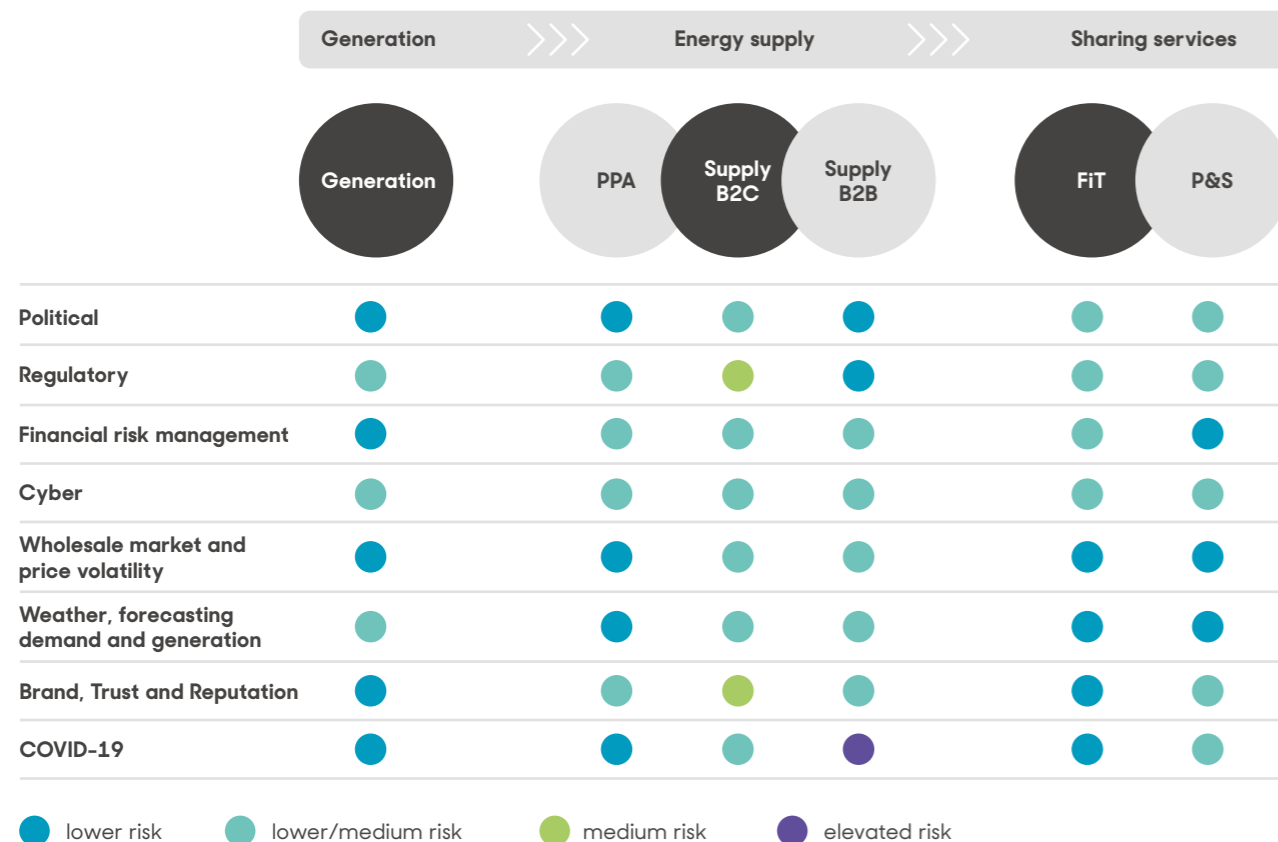 Generation
Energy supply
Sharing services
Generation
PPA
Supply
B2C
Supply
B2B
FiT
P&S
Political
Regulatory
Financial risk management
Cyber
Wholesale market and
price volatility
Weather, forecasting
demand and generation
Brand, Trust and Reputation
COVID-19
lower risk
lower/medium risk
medium risk
elevated risk